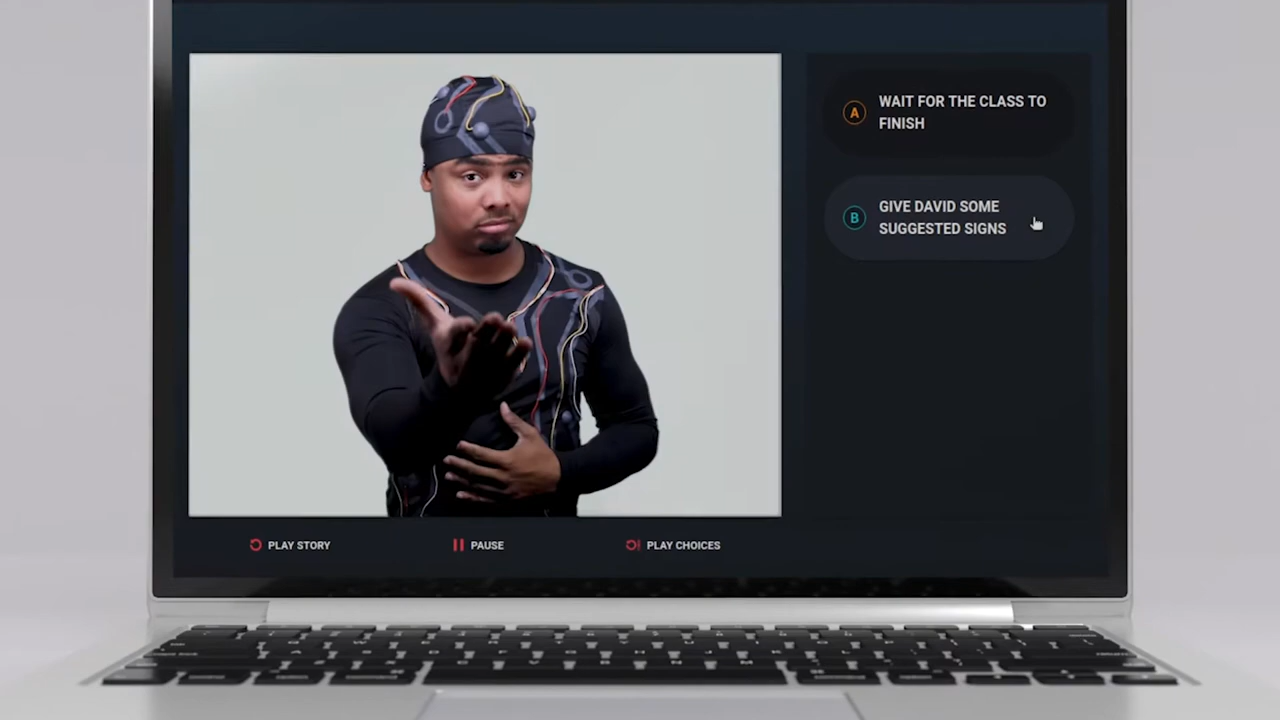 A
WAIT FOR THE CLASS TO
FINISH
B
GIVE DAVID SOME
SUGGESTED SIGNS
PLAY STORY
PAUSE
PLAY CHOICES